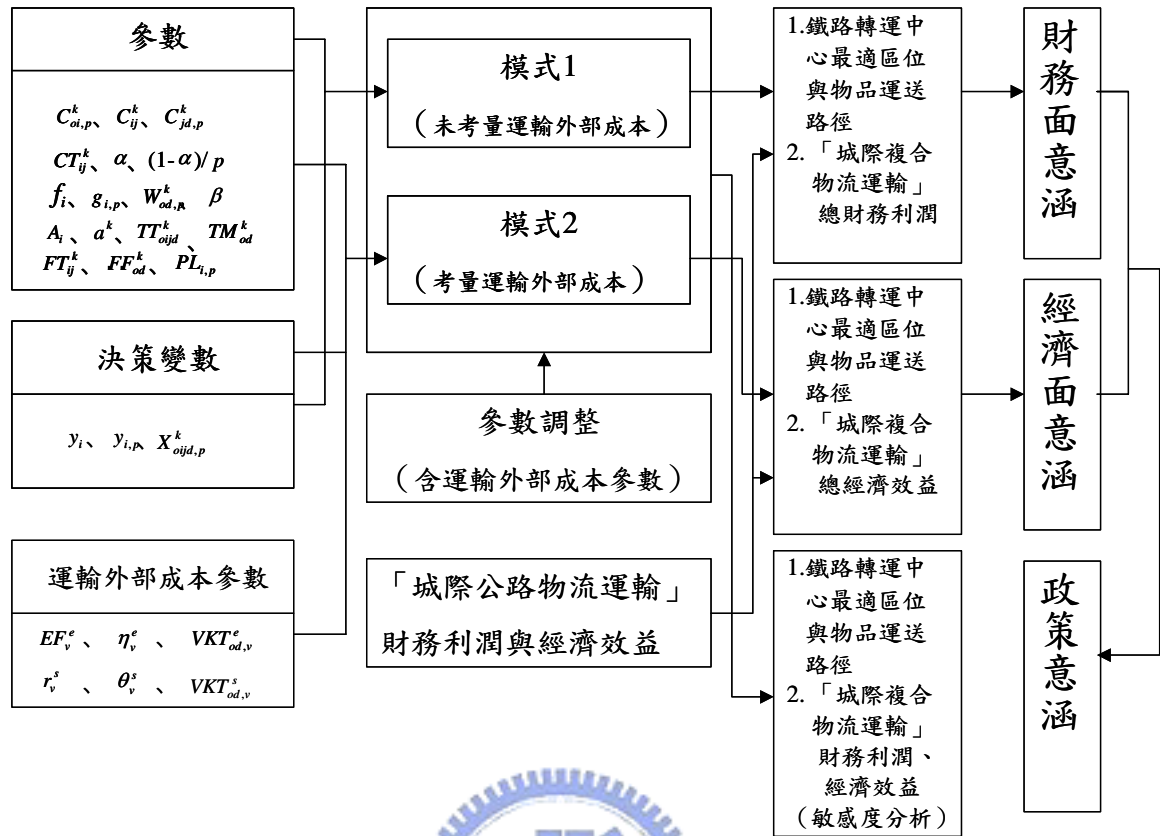 參數
C^k_{oi,p}、C^k_{ij}、C^k_{jd,p}
CT^k_{ij}、α、(1-α)/p
f_i、g_{i,p}、W^k_{od,p}、β
A_i、a^k、TT^k_{oijd}、TM^k_{od}
FT^k_{ij}、FF^k_{od}、PL_{i,p}
決策變數
y_i、y_{i,p}、X^k_{oijd,p}
運輸外部成本參數
EF^e_v、η^e_v、VKT^e_{od,v}
r^s_v、θ^s_v、VKT^s_{od,v}
模式1
(未考量運輸外部成本)
模式2
(考量運輸外部成本)
參數調整
(含運輸外部成本參數)
「城際公路物流運輸」
財務利潤與經濟效益
1.鐵路轉運中
心最適區位
與物品運送
路徑
2.「城際複合
物流運輸」
總財務利潤
1.鐵路轉運中
心最適區位
與物品運送
路徑
2.「城際複合
物流運輸」
總經濟效益
1.鐵路轉運中
心最適區位
與物品運送
路徑
2.「城際複合
物流運輸」
財務利潤、
經濟效益
(敏感度分析)
財務面意涵
經濟面意涵
政策意涵